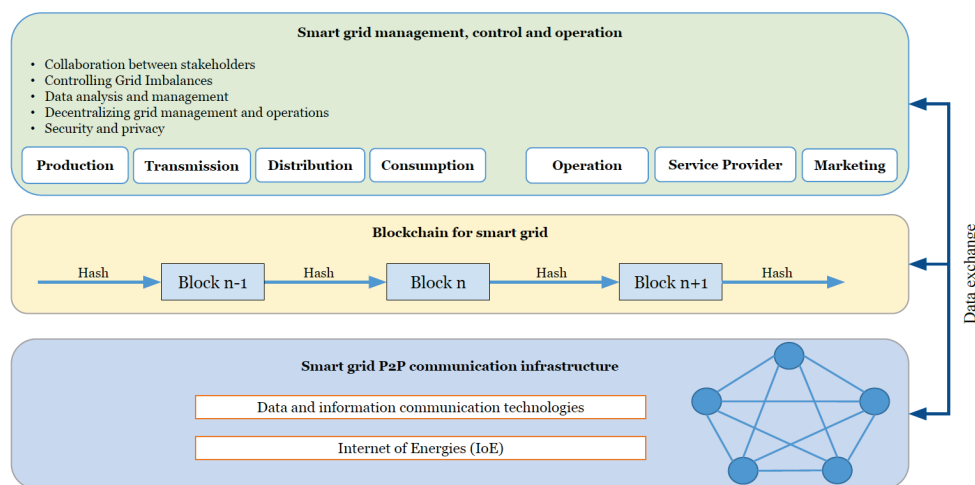 Smart grid management, control and operation
• Collaboration between stakeholders
• Controlling Grid Imbalances
• Data analysis and management
• Decentralizing grid management and operations
• Security and privacy
Production
Transmission
Distribution
Consumption
Operation
Service Provider
Marketing
Blockchain for smart grid
Hash
Block n-1
Hash
Block n
Hash
Block n+1
Hash
Smart grid P2P communication infrastructure
Data and information communication technologies
Internet of Energies (IoE)
Data exchange